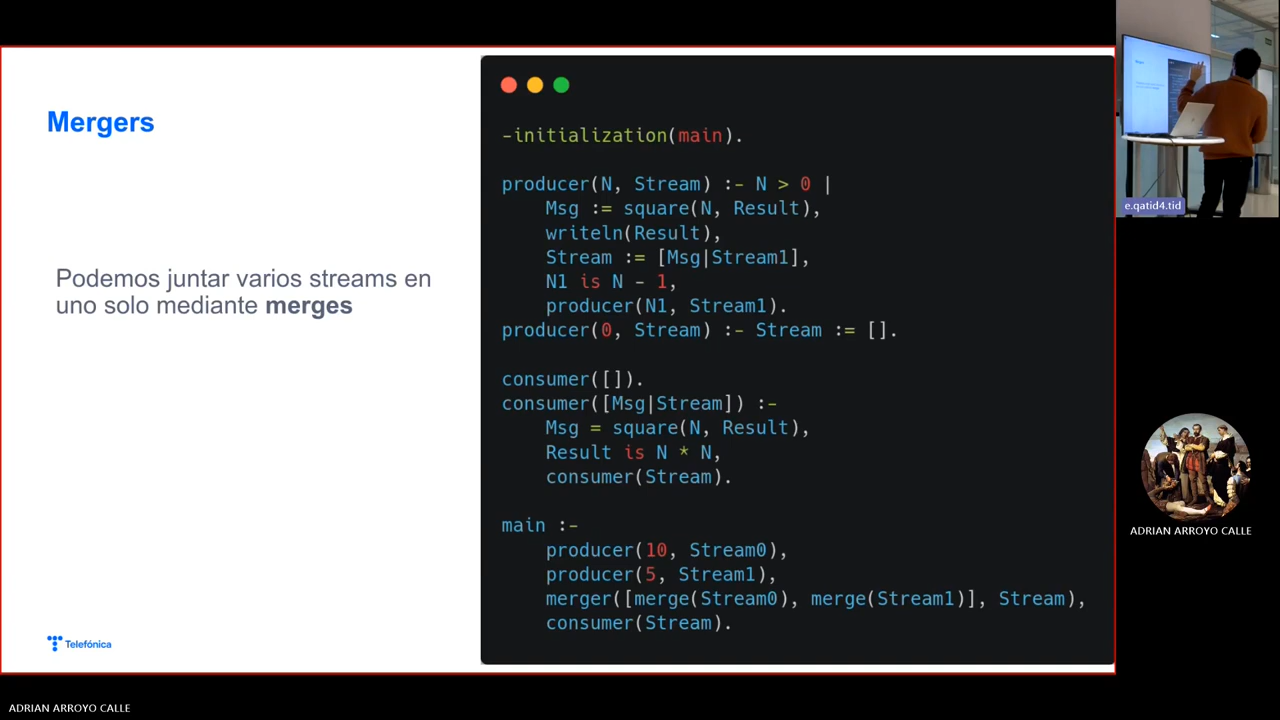 Mergers
Podemos juntar varios streams en
uno solo mediante merges
Telefónica
-initialization(main).
producer(N, Stream) :- N > 0 |
    Msg := square(N, Result),
    writeln(Result),
    Stream := [Msg|Stream1],
    N1 is N - 1,
    producer(N1, Stream1).
producer(0, Stream) :- Stream := [].
consumer([]).
consumer([Msg|Stream]) :-
    Msg = square(N, Result),
    Result is N * N,
    consumer(Stream).
main :-
    producer(10, Stream0),
    producer(5, Stream1),
    merger([merge(Stream0), merge(Stream1)], Stream),
    consumer(Stream).
e.qatid4.tid
ADRIAN ARROYO CALLE
ADRIAN ARROYO CALLE